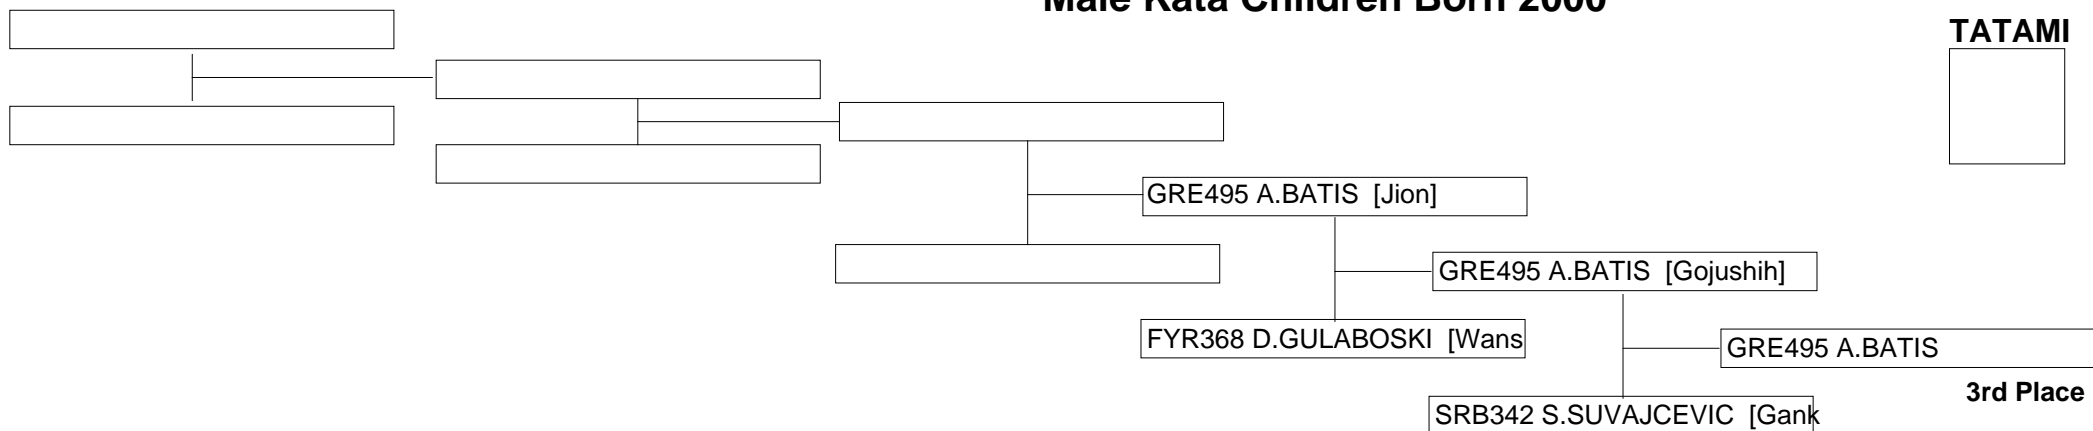 Male Kata Children Born 2000
TATAMI
GRE495 A.BATIS [Jion]
GRE495 A.BATIS [Gojushih]
FYR368 D.GULABOSKI [Wans
GRE495 A.BATIS
3rd Place
SRB342 S.SUVAJCEVIC [Gank